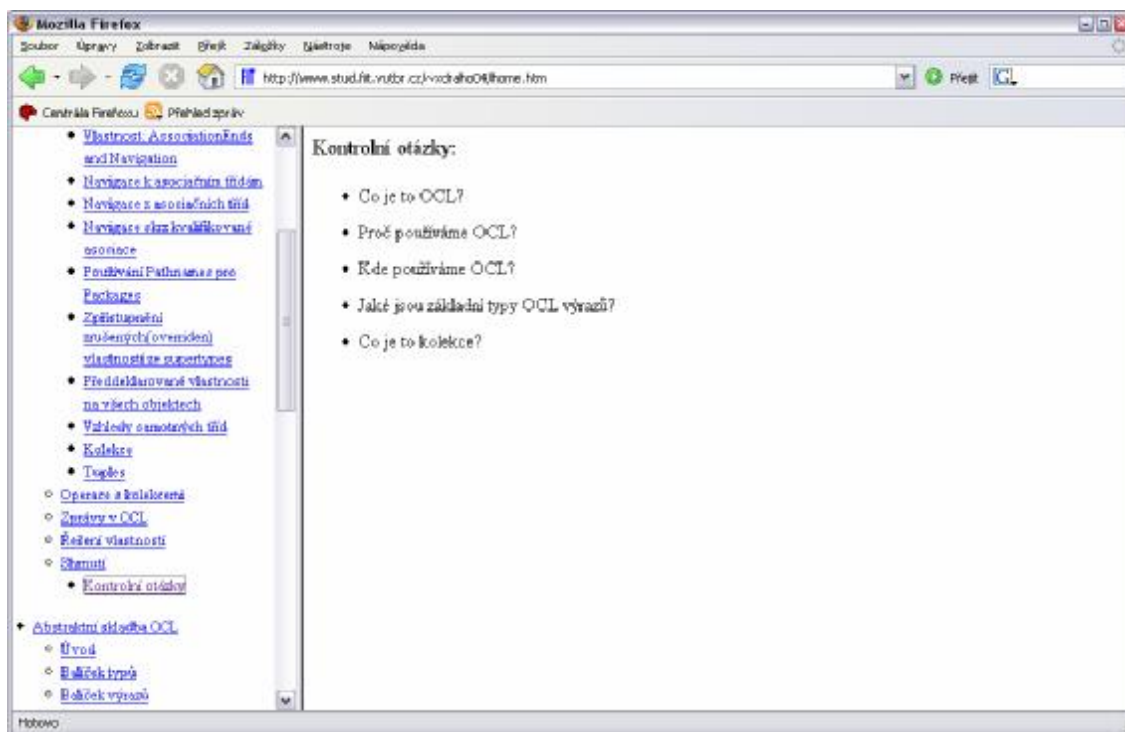 Mozilla Firefox
Soubor Úpravy Zobrazit Přejít Záložky Nástroje Nápověda
http://www.stud.fit.vutbr.cz/~xdraho04/home.htm Přejít
Centrála Firefoxu Přehled zpráv
Vlastnost: AssociationEnds
and Navigation
Navigace k asociačním třídám
Navigace z asociačních tříd
Navigace skrz kvalifikované
asociace
Používání Pathnames pro
Packages
Zpřístupnění
zrušených(overriden)
vlastností ze supertypes
Předdeklarované vlastnosti
na všech objektech
Vzhledy samotných tříd
Kolekce
Tuples
Operace s kolekcemi
Zprávy v OCL
Řešení vlastností
Shrnutí
Kontrolní otázky
Abstraktní skladba OCL
Úvod
Balíček typů
Balíček výrazů
Kontrolní otázky:
Co je to OCL?
Proč používáme OCL?
Kde používáme OCL?
Jaké jsou základní typy OCL výrazů?
Co je to kolekce?
Hotovo